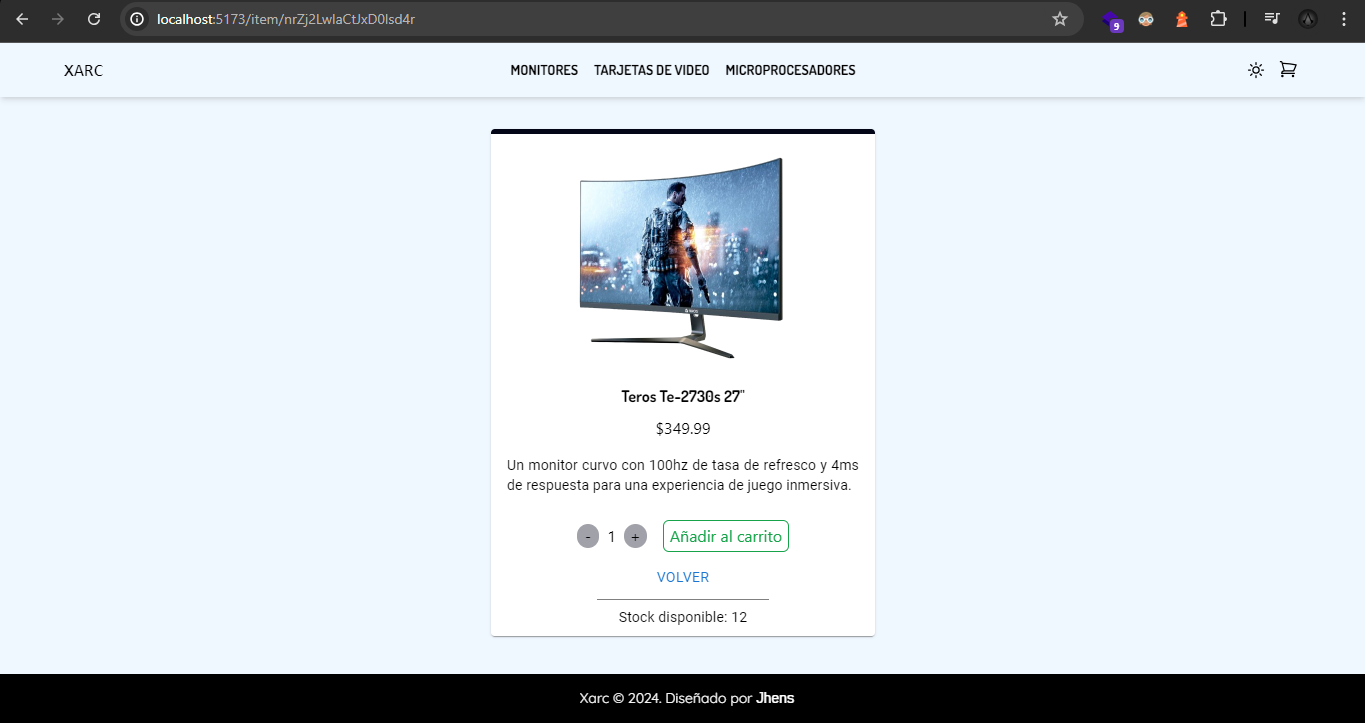 localhost:5173/item/nrZj2LwlaCtJxD0lsd4r
9
XARC
MONITORES TARJETAS DE VIDEO MICROPROCESADORES
Teros Te-2730s 27"
$349.99
Un monitor curvo con 100hz de tasa de refresco y 4ms
de respuesta para una experiencia de juego inmersiva.
- 1 + Añadir al carrito
VOLVER
Stock disponible: 12
Xarc © 2024. Diseñado por Jhens